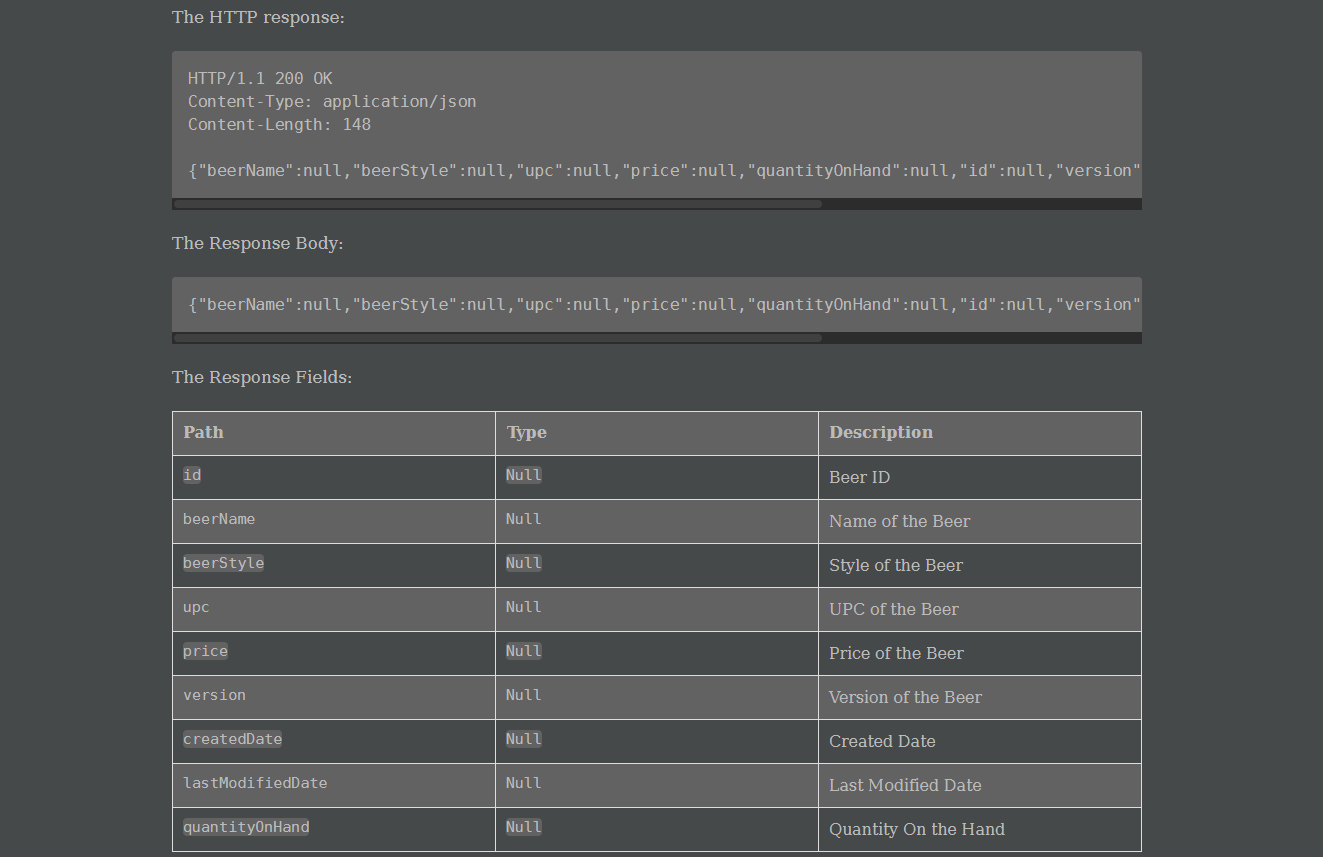 The HTTP response:
HTTP/1.1 200 OK
Content-Type: application/json
Content-Length: 148
{"beerName":null,"beerStyle":null,"upc":null,"price":null,"quantityOnHand":null,"id":null,"version"
The Response Body:
{"beerName":null,"beerStyle":null,"upc":null,"price":null,"quantityOnHand":null,"id":null,"version"
The Response Fields:
Path Type Description
id Null Beer ID
beerName Null Name of the Beer
beerStyle Null Style of the Beer
upc Null UPC of the Beer
price Null Price of the Beer
version Null Version of the Beer
createdDate Null Created Date
lastModifiedDate Null Last Modified Date
quantityOnHand Null Quantity On the Hand